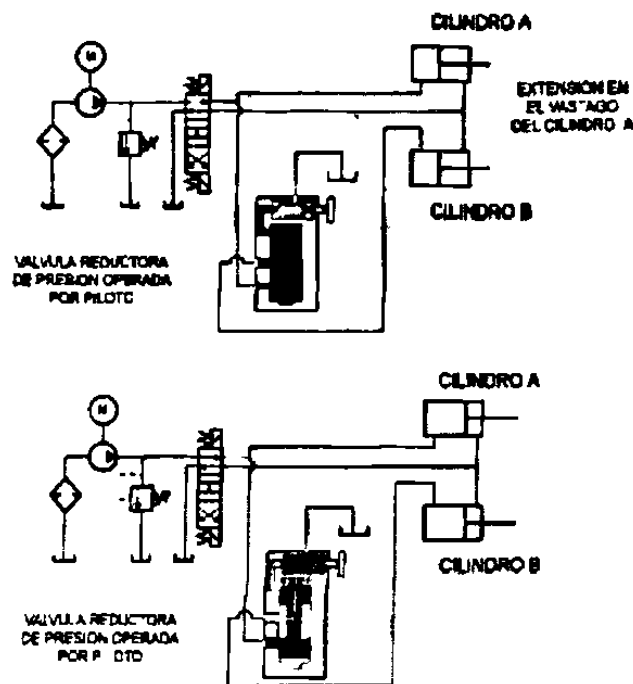 CILINDRO A
EXTENSION EN
EL VASTAGO
DEL CILINDRO A
CILINDRO B
VALVULA REDUCTORA
DE PRESION OPERADA
POR PILOTO
M
CILINDRO A
CILINDRO B
VALVULA REDUCTORA
DE PRESION OPERADA
POR
M